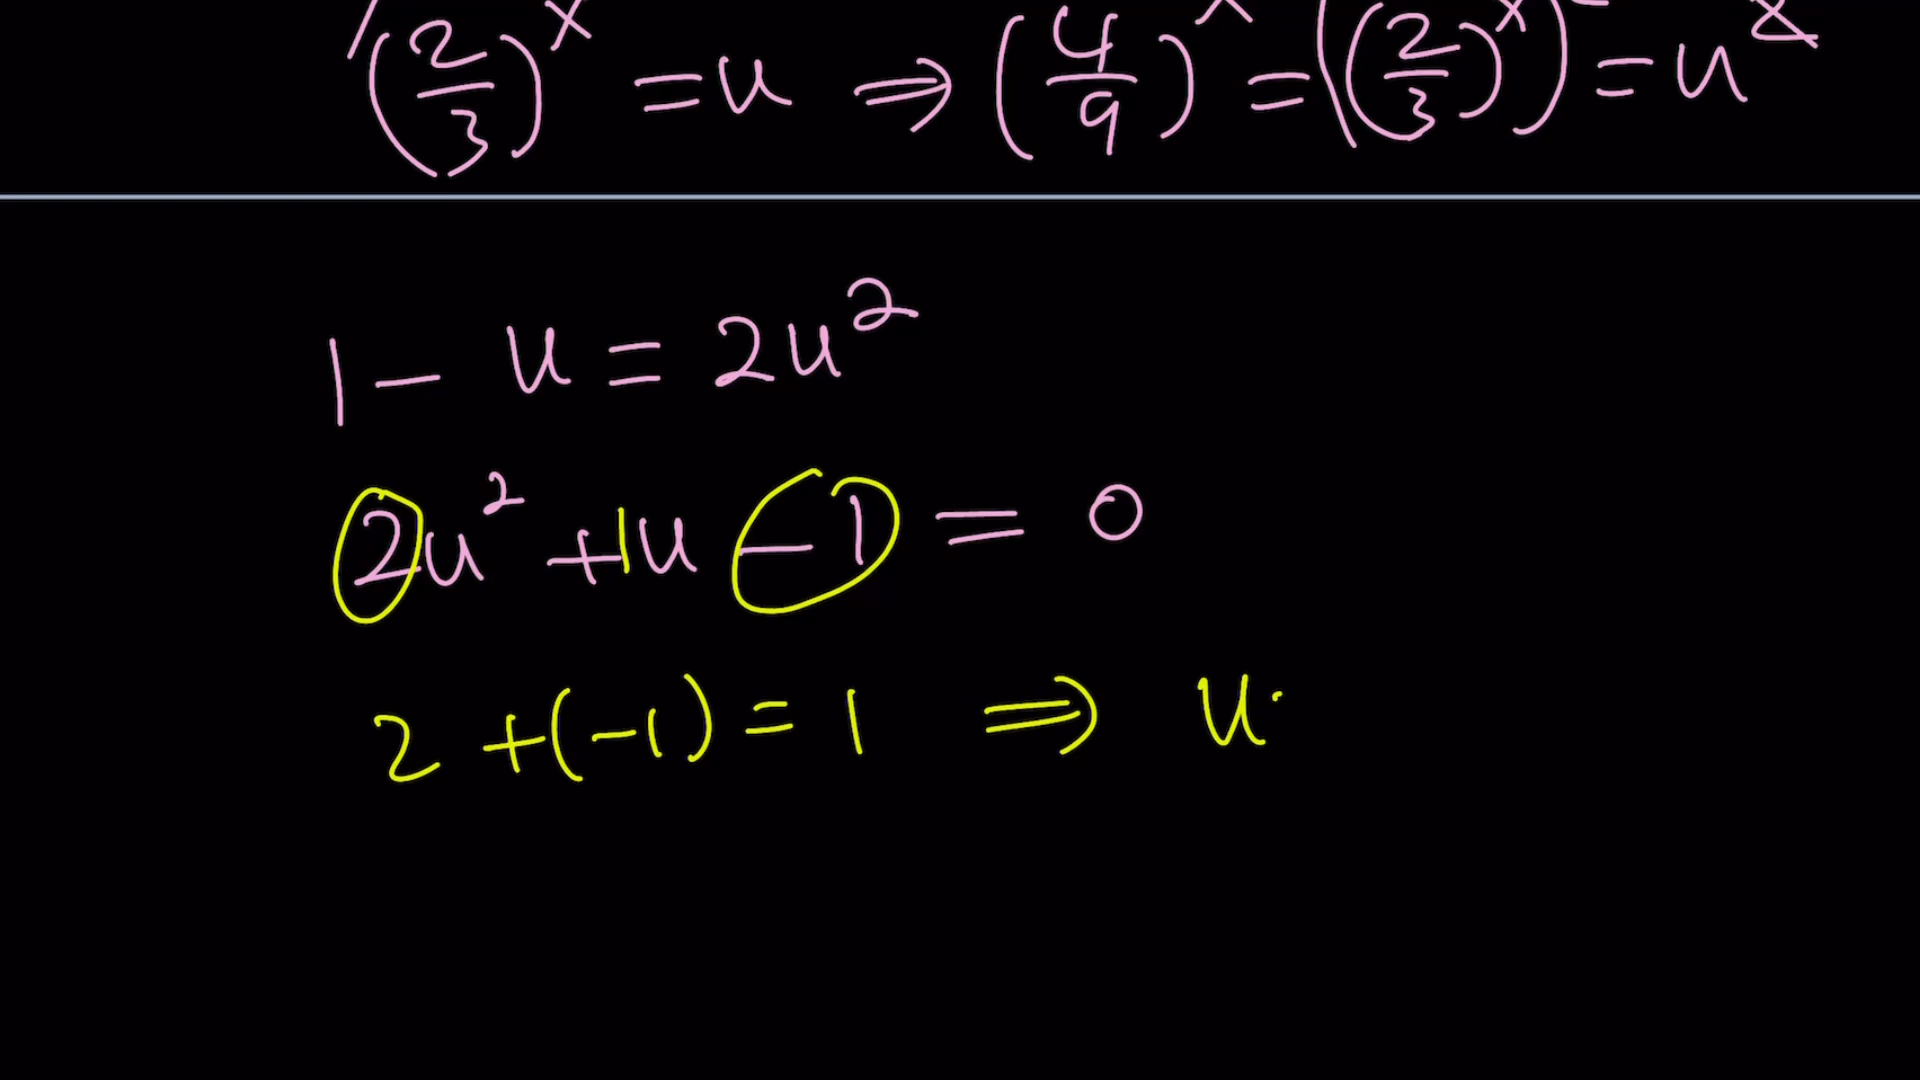 (2/3)^x = u ⇒ (4/9)^x = ((2/3)^x)^2 = u^2
1 - u = 2u^2
2u^2 + 1u - 1 = 0
2 + (-1) = 1 ⇒ u